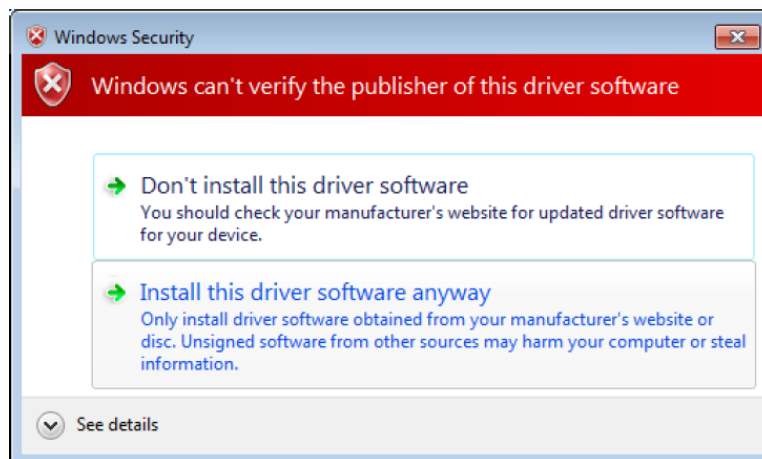 Windows Security
Windows can't verify the publisher of this driver software
Don't install this driver software
You should check your manufacturer's website for updated driver software
for your device.
Install this driver software anyway
Only install driver software obtained from your manufacturer's website or
disc. Unsigned software from other sources may harm your computer or steal
information.
See details